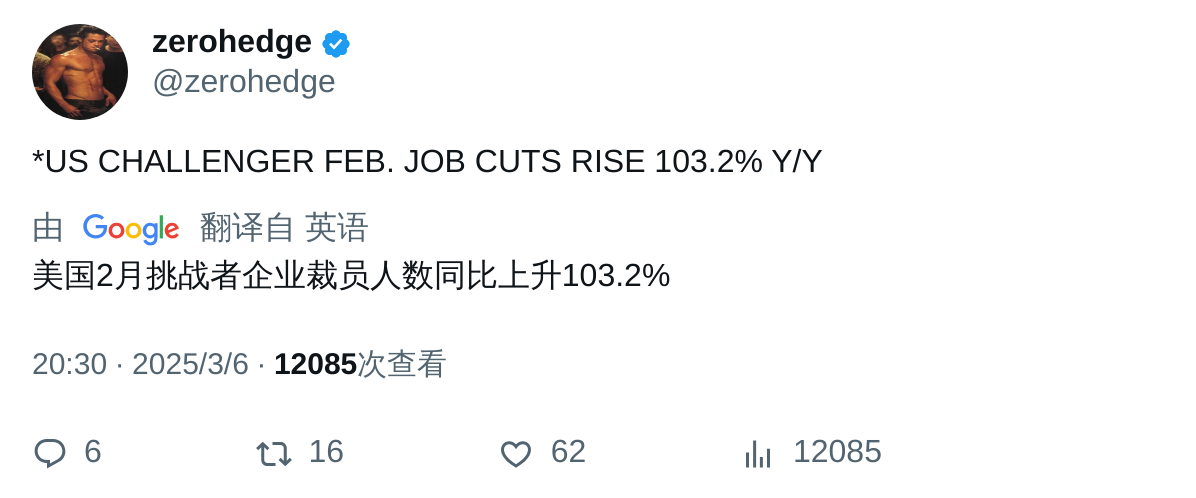 zerohedge
@zerohedge
*US CHALLENGER FEB. JOB CUTS RISE 103.2% Y/Y
由 Google 翻译自 英语
美国2月挑战者企业裁员人数同比上升103.2%
20:30 · 2025/3/6 · 12085次查看
6 16 62 12085